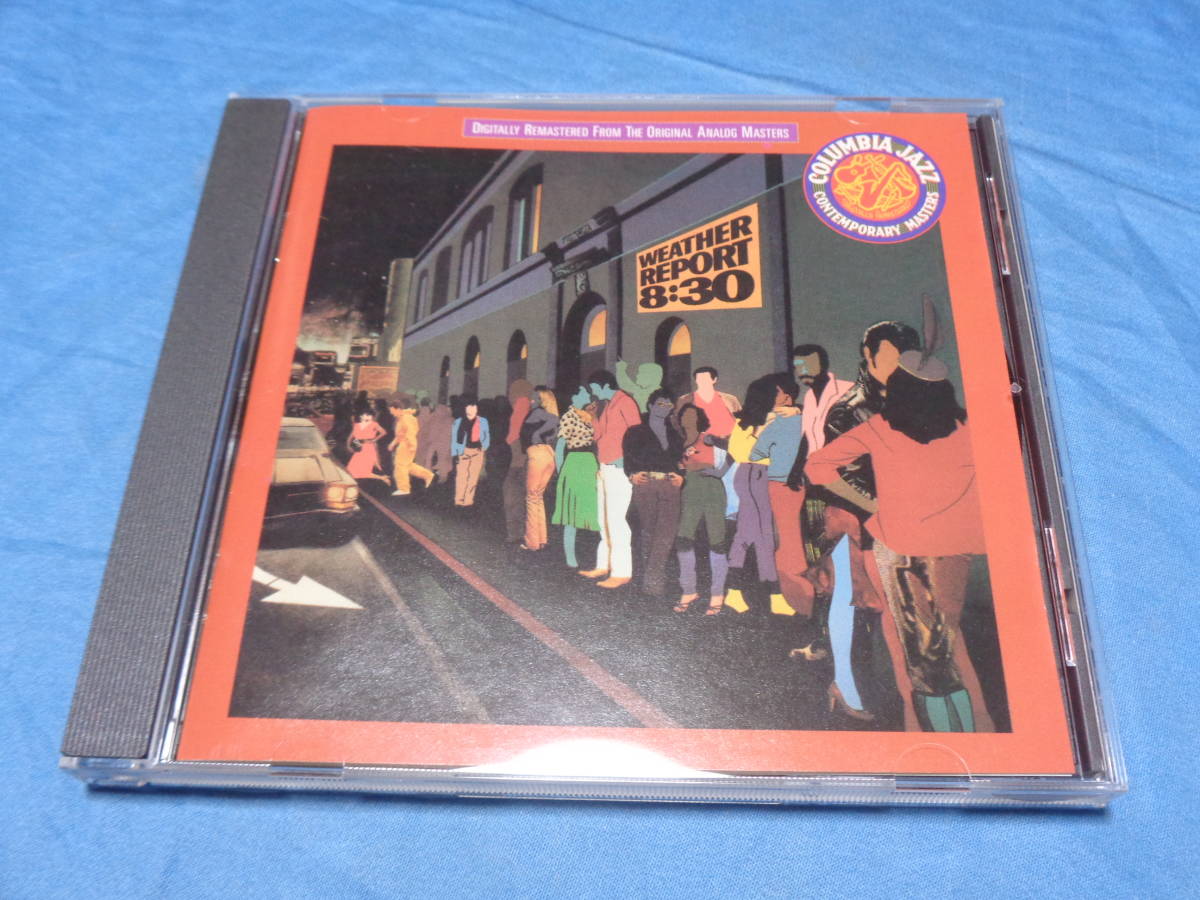 DIGITALLY REMASTERED FROM THE ORIGINAL ANALOG MASTERS
COLUMBIA JAZZ
CONTEMPORARY MASTERS
WEATHER
REPORT
8:30